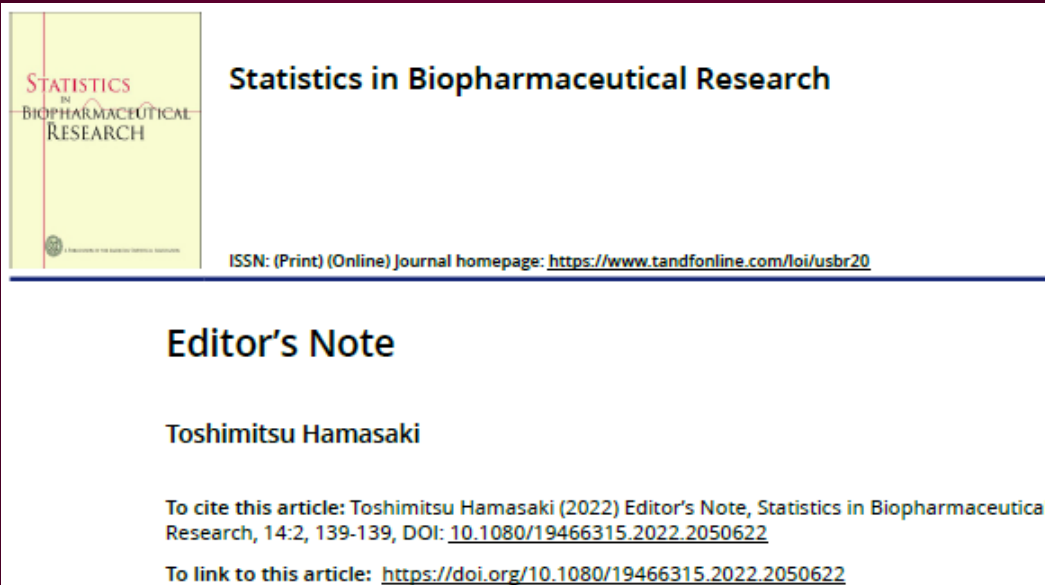 STATISTICS
IN
BIOPHARMACEUTICAL
RESEARCH
Statistics in Biopharmaceutical Research
ISSN: (Print) (Online) Journal homepage: https://www.tandfonline.com/loi/usbr20
Editor’s Note
Toshimitsu Hamasaki
To cite this article: Toshimitsu Hamasaki (2022) Editor’s Note, Statistics in Biopharmaceutica
Research, 14:2, 139-139, DOI: 10.1080/19466315.2022.2050622
To link to this article: https://doi.org/10.1080/19466315.2022.2050622